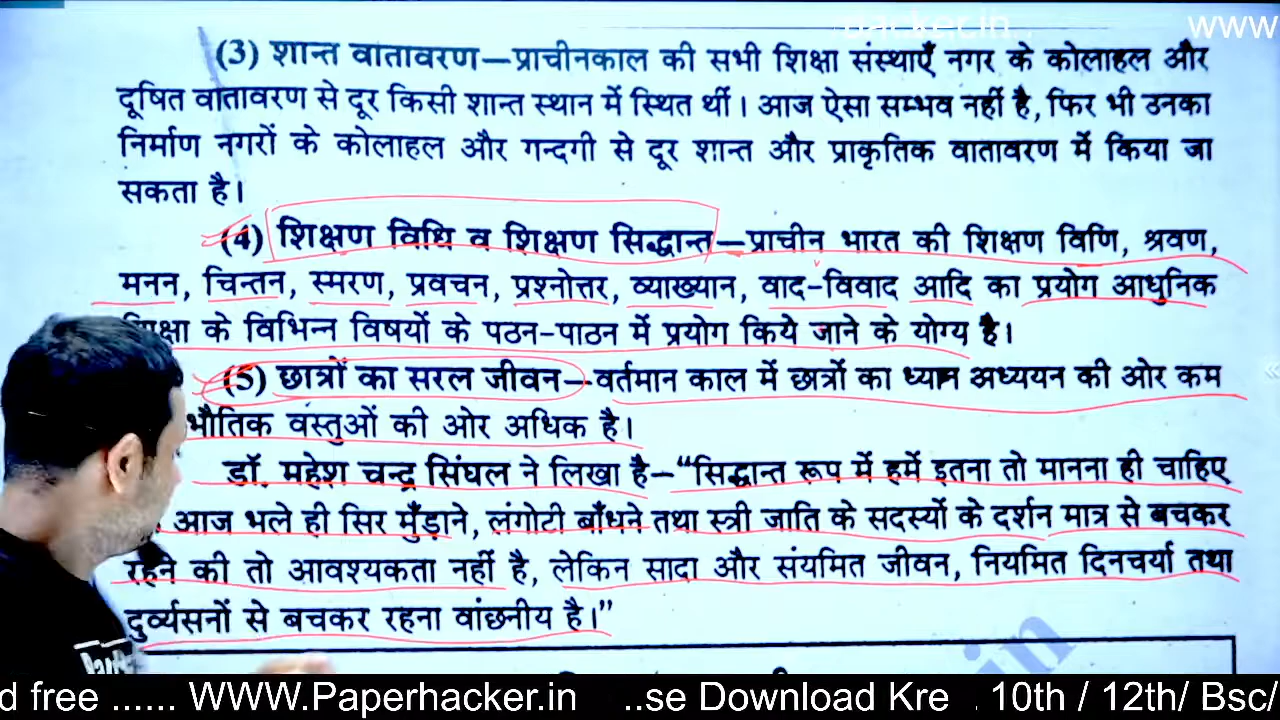 hacker.in
www
(3) शान्त वातावरण—प्राचीनकाल की सभी शिक्षा संस्थाएँ नगर के कोलाहल और
दूषित वातावरण से दूर किसी शान्त स्थान में स्थित थीं। आज ऐसा सम्भव नहीं है, फिर भी उनका
निर्माण नगरों के कोलाहल और गन्दगी से दूर शान्त और प्राकृतिक वातावरण में किया जा
सकता है।
(4) शिक्षण विधि व शिक्षण सिद्धान्त—प्राचीन भारत की शिक्षण विणि, श्रवण,
मनन, चिन्तन, स्मरण, प्रवचन, प्रश्नोत्तर, व्याख्यान, वाद-विवाद आदि का प्रयोग आधुनिक
के विभिन्न विषयों के पठन-पाठन में प्रयोग किये जाने के योग्य है।
(5) छात्रों का सरल जीवन—वर्तमान काल में छात्रों का ध्यान अध्ययन की ओर कम
भौतिक वस्तुओं की ओर अधिक है।
डॉ. महेश चन्द्र सिंघल ने लिखा है—“सिद्धान्त रूप में हमें इतना तो मानना ही चाहिए
आज भले ही सिर मुँड़ाने, लंगोटी बाँधने तथा स्त्री जाति के सदस्यों के दर्शन मात्र से बचकर
रहने की तो आवश्यकता नहीं है, लेकिन सादा और संयमित जीवन, नियमित दिनचर्या तथा
दुर्व्यसनों से बचकर रहना वांछनीय है।”
in
d free ...... WWW.Paperhacker.in ..se Download Kre . 10th / 12th/ Bsc/